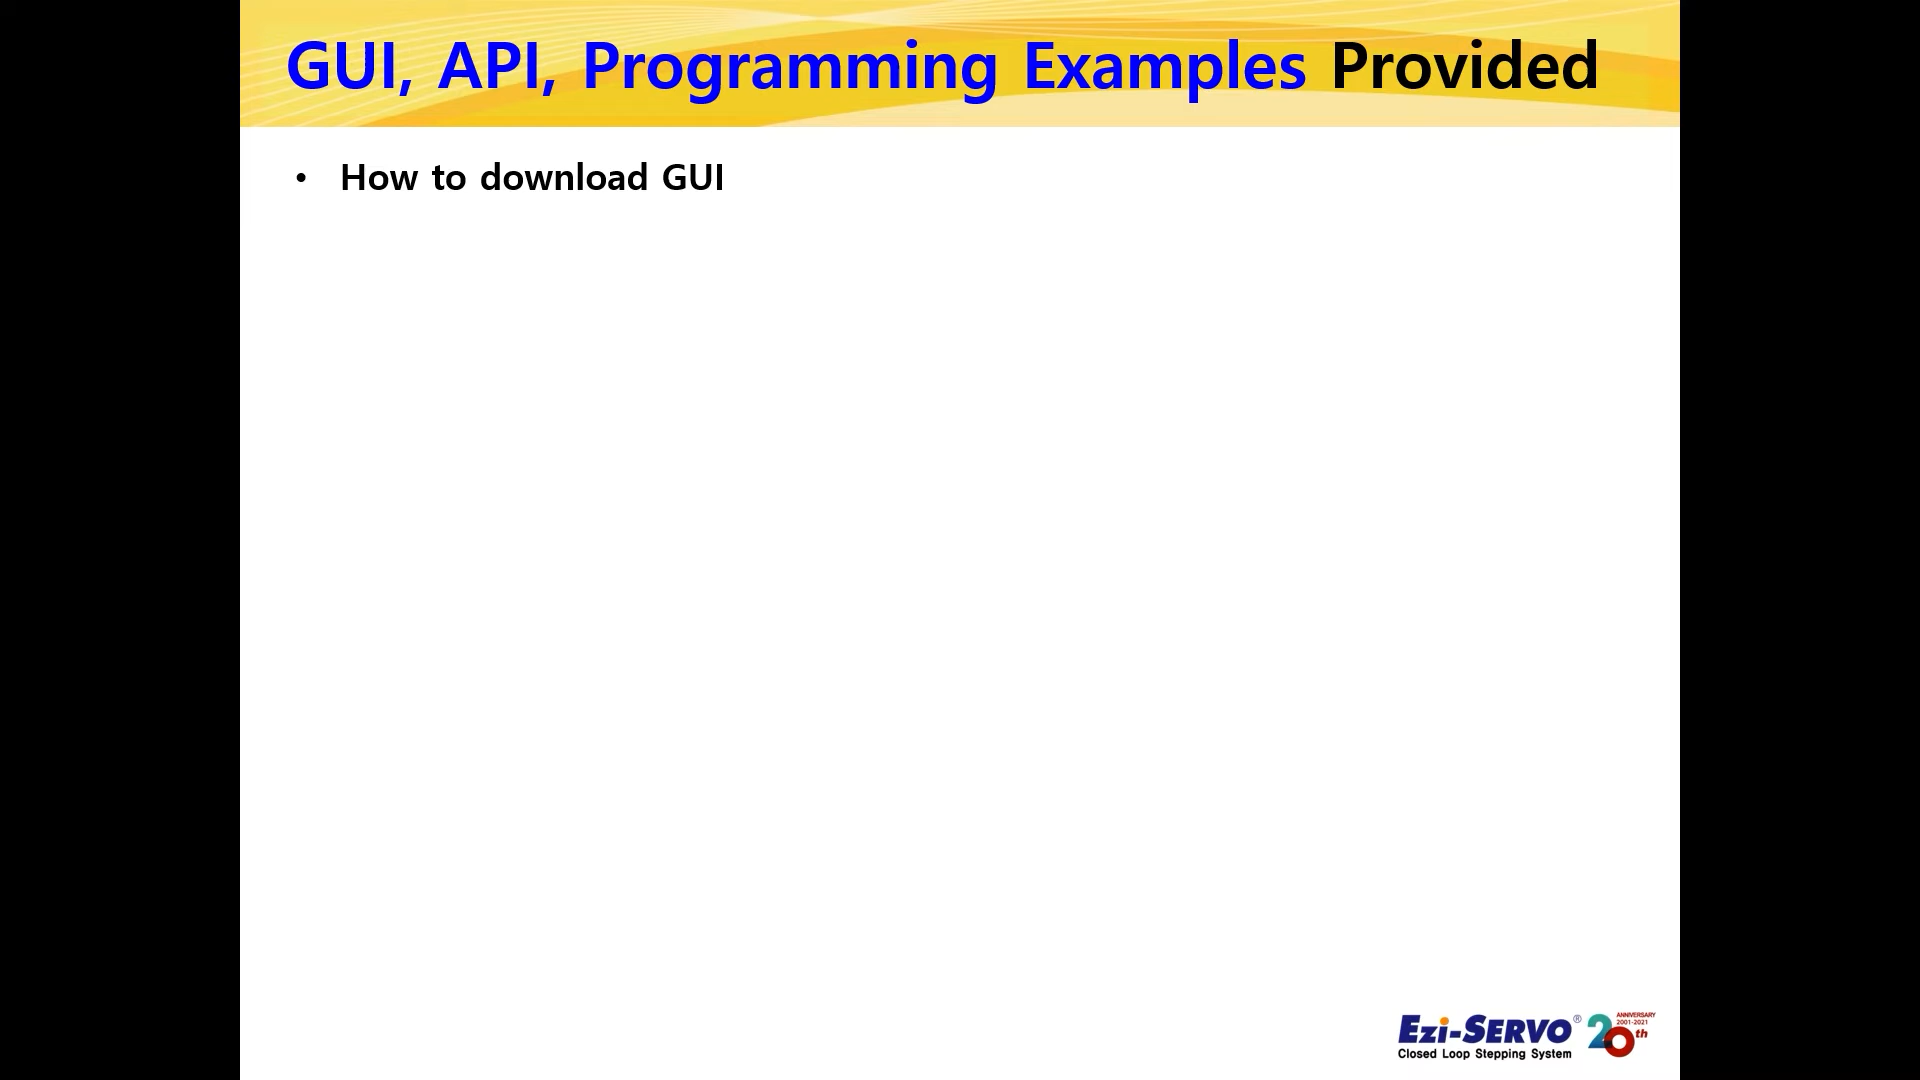 GUI, API, Programming Examples Provided
• How to download GUI
Ezi-SERVO®
Closed Loop Stepping System
20th
ANNIVERSARY
2001-2021